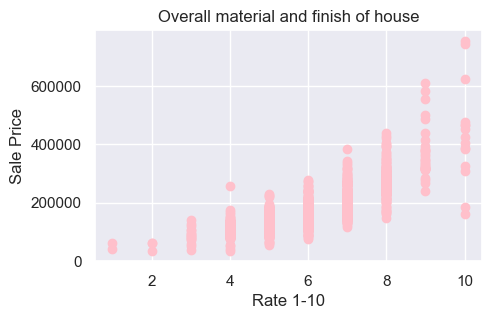 Overall material and finish of house
600000
400000
200000
0
Sale Price
2 4 6 8 10
Rate 1-10